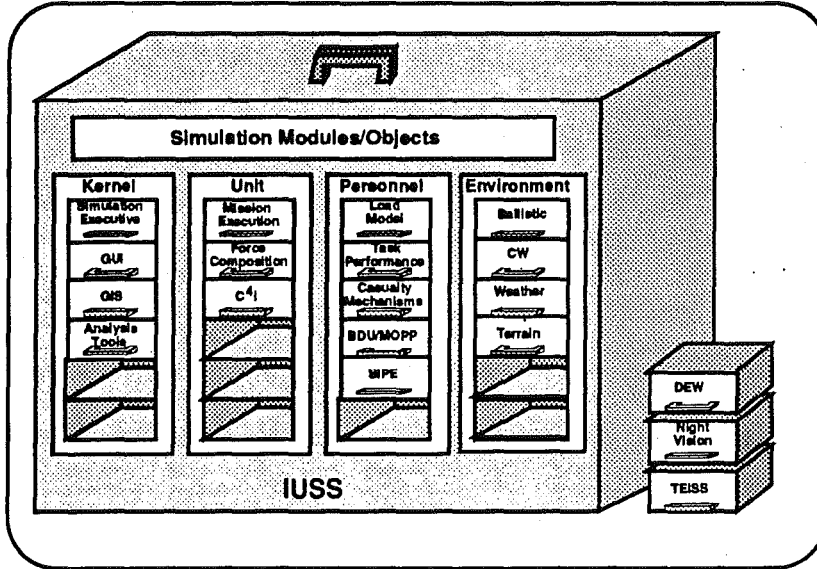 Simulation Modules/Objects
Kernel
Simulation
Executive
GUI
GIS
Analysis
Tools
Unit
Mission
Execution
Force
Composition
C4I
Personnel
Load
Model
Task
Performance
Casualty
Mechanisms
BDU/MOPP
Environment
Ballistic
CW
Weather
Terrain
DEW
Night
Vision
TEISS
IUSS